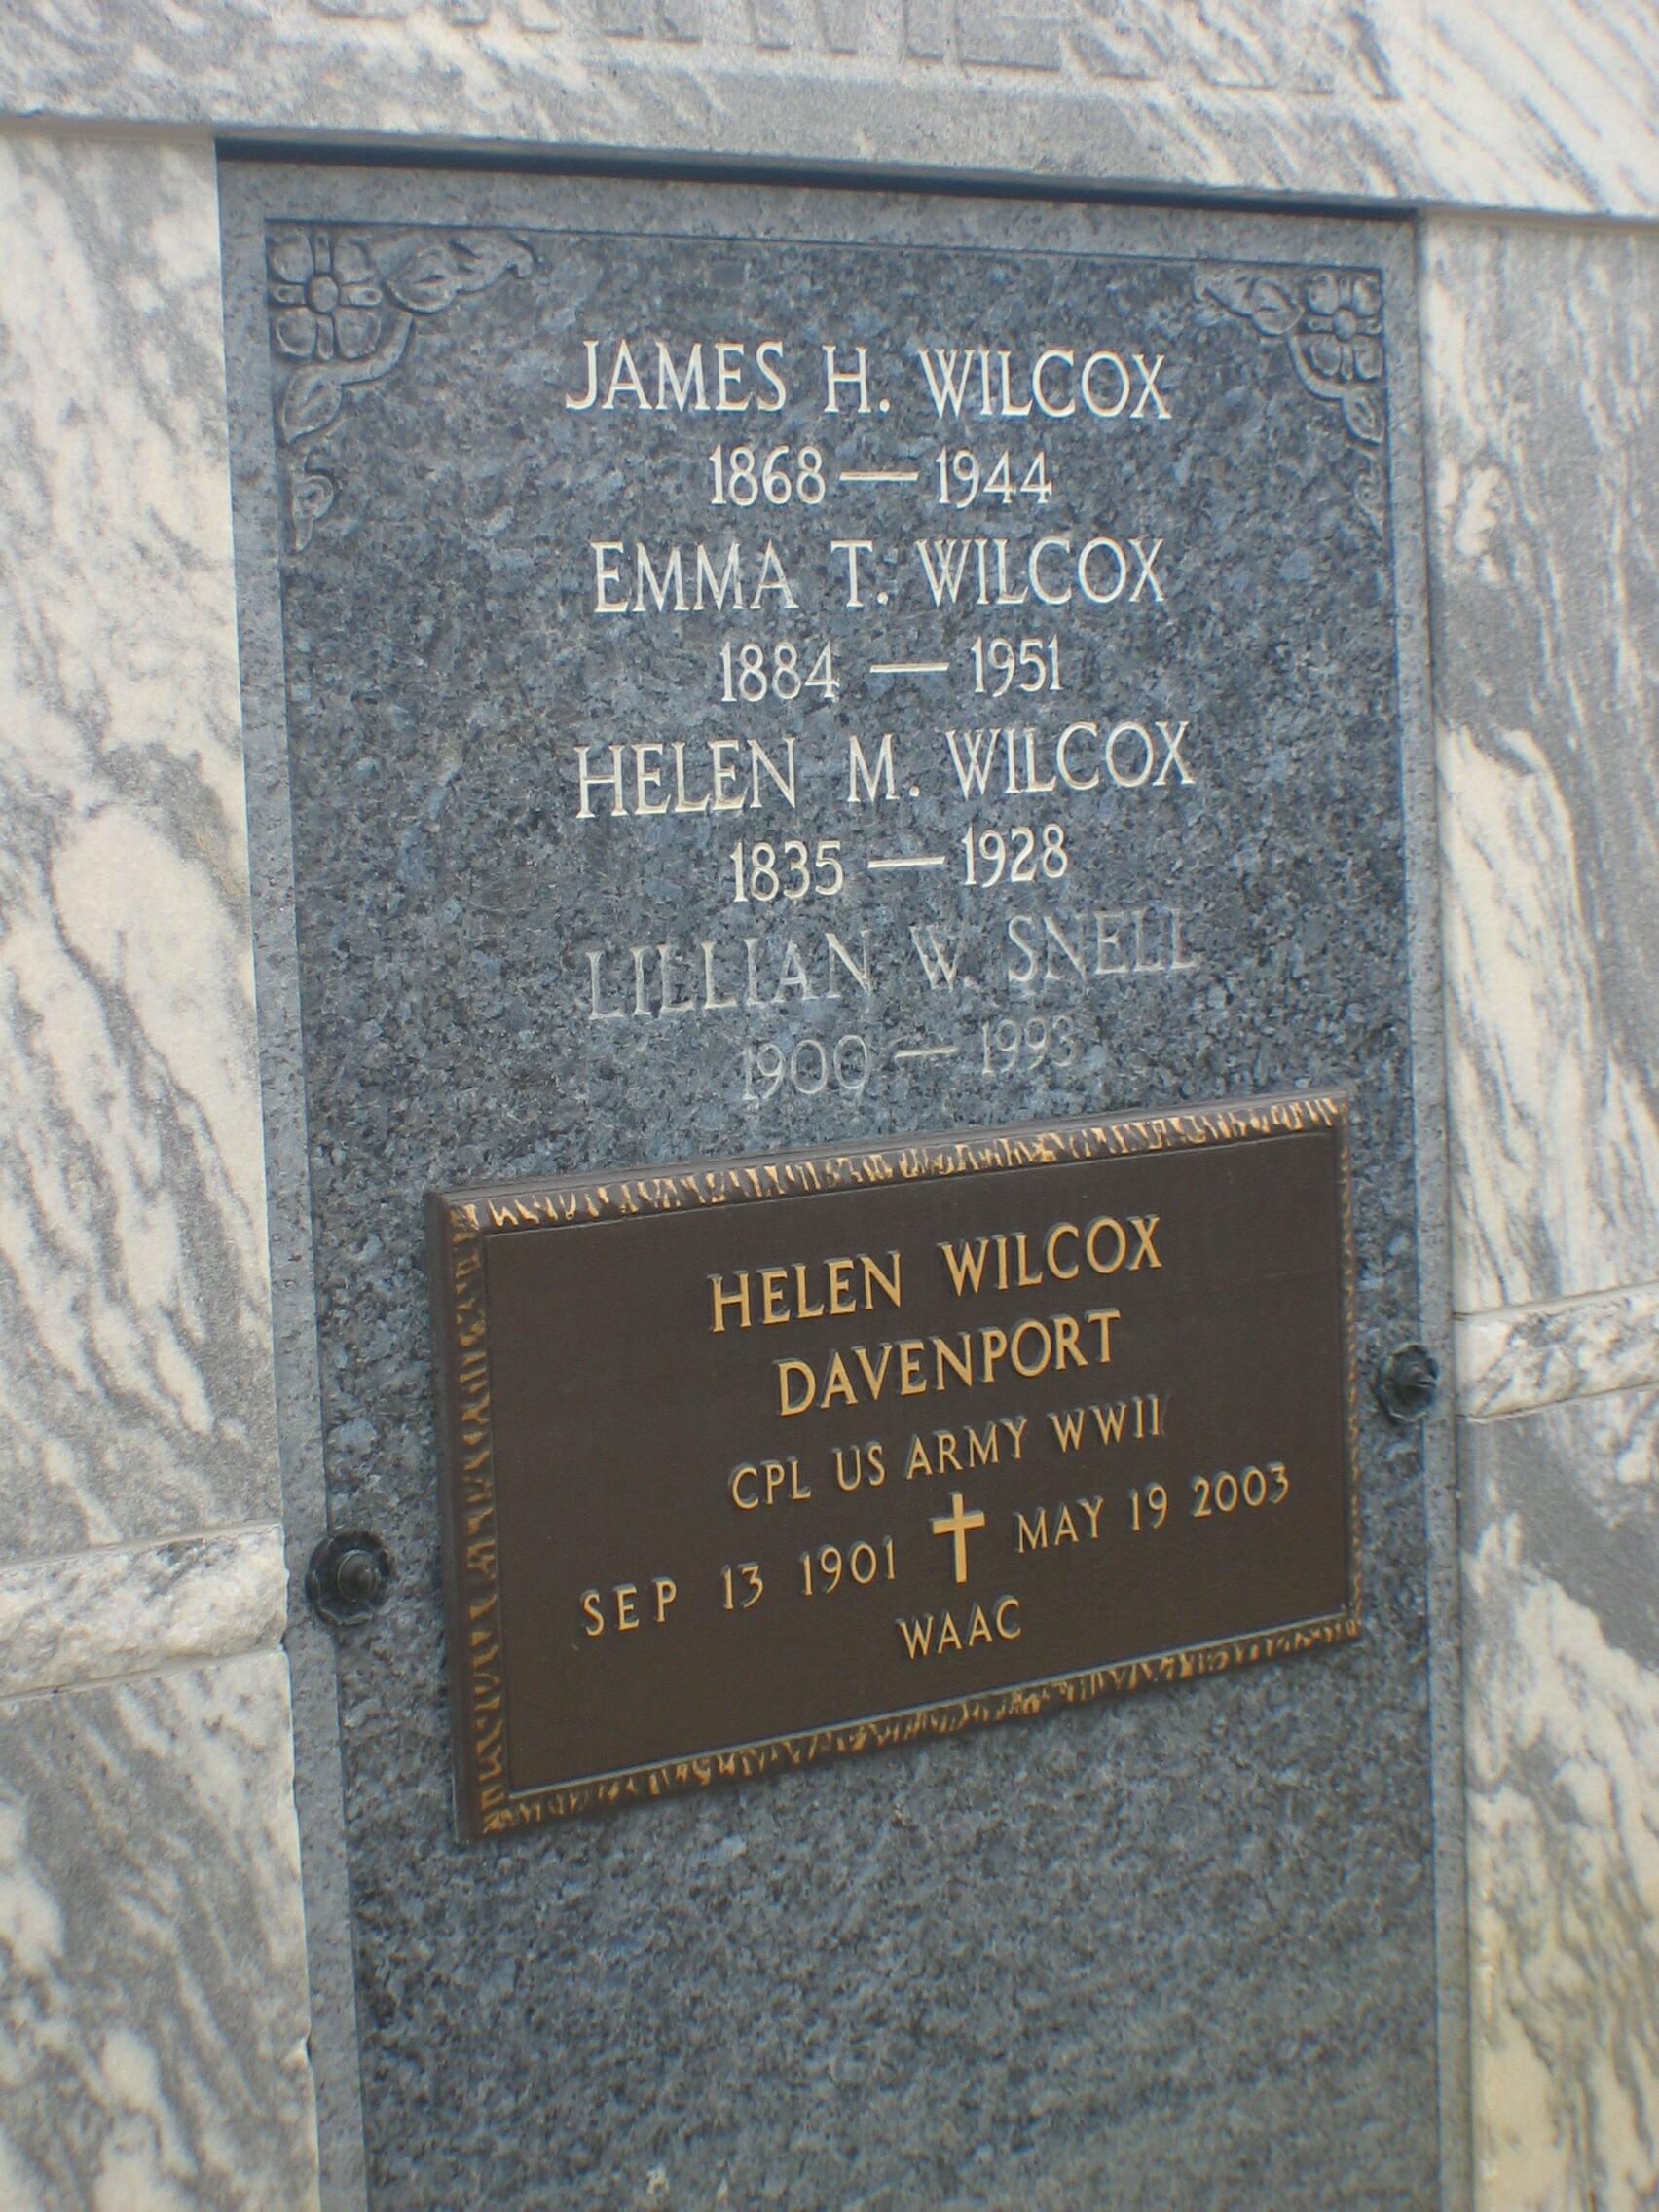 JAMES H. WILCOX
1868 — 1944
EMMA T. WILCOX
1884 — 1951
HELEN M. WILCOX
1835 — 1928
LILLIAN W. SNELL
1900 — 1993
HELEN WILCOX
DAVENPORT
CPL US ARMY WWII
SEP 13 1901 ✝ MAY 19 2003
WAAC